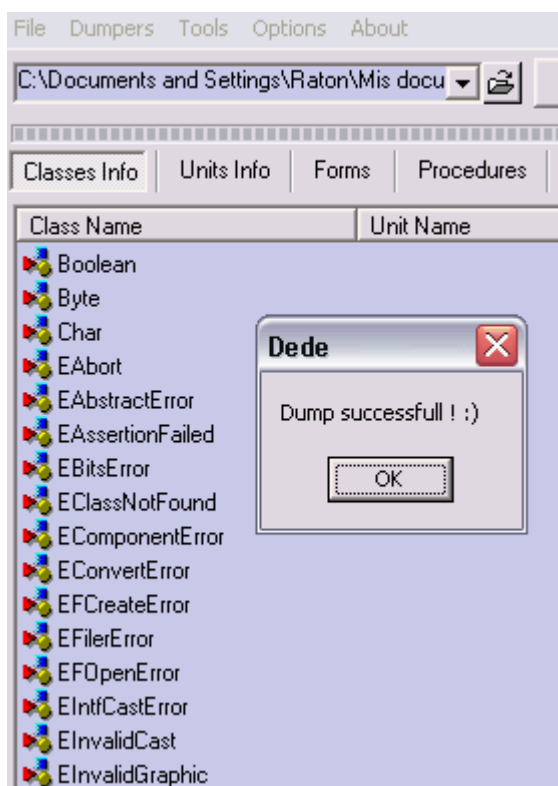 File Dumpers Tools Options About
C:\Documents and Settings\Raton\Mis docu
Classes Info Units Info Forms Procedures
Class Name Unit Name
Boolean
Byte
Char
EAbort
EAbstractError
EAssertionFailed
EBitsError
EClassNotFound
EComponentError
EConvertError
EFCreateError
EFilerError
EFOpenError
EIntfCastError
EInvalidCast
EInvalidGraphic
Dede
Dump successfull ! :)
OK